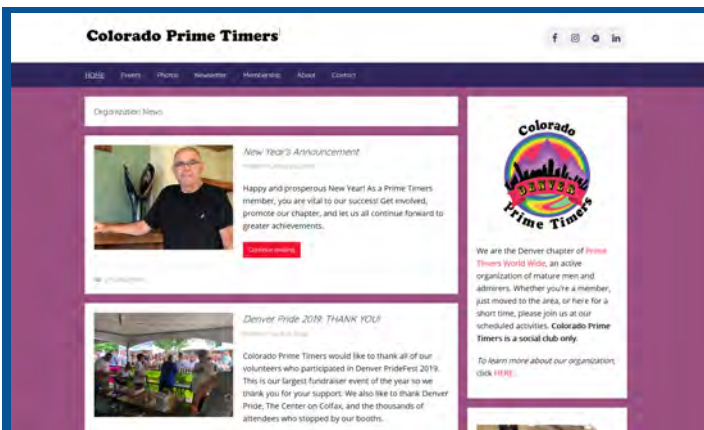 Colorado Prime Timers
f in
HOME Events Photos Newsletter Membership About Contact
Organization News
New Year's Announcement
Happy and prosperous New Year! As a Prime Timers
member, you are vital to our success! Get involved,
promote our chapter, and let us all continue forward to
greater achievements.
Continue reading
Denver Pride 2019: THANK YOU!
Colorado Prime Timers would like to thank all of our
volunteers who participated in Denver PrideFest 2019.
This is our largest fundraiser event of the year so we
thank you for your support. We also like to thank Denver
Pride, The Center on Colfax, and the thousands of
attendees who stopped by our booths.
Colorado
DENVER
Prime Timers
We are the Denver chapter of Prime
Timers World Wide, an active
organization of mature men and
admirers. Whether you're a member,
just moved to the area, or here for a
short time, please join us at our
scheduled activities. Colorado Prime
Timers is a social club only.
To learn more about our organization,
click HERE.